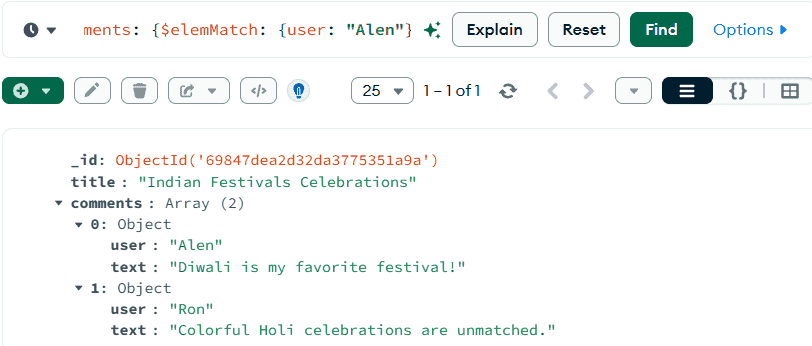 ments: {$elemMatch: {user: "Alen"} Explain Reset Find Options
25 1–1 of 1 {}
_id: ObjectId('69847dea2d32da3775351a9a')
title : "Indian Festivals Celebrations"
comments : Array (2)
0: Object
user : "Alen"
text : "Diwali is my favorite festival!"
1: Object
user : "Ron"
text : "Colorful Holi celebrations are unmatched."